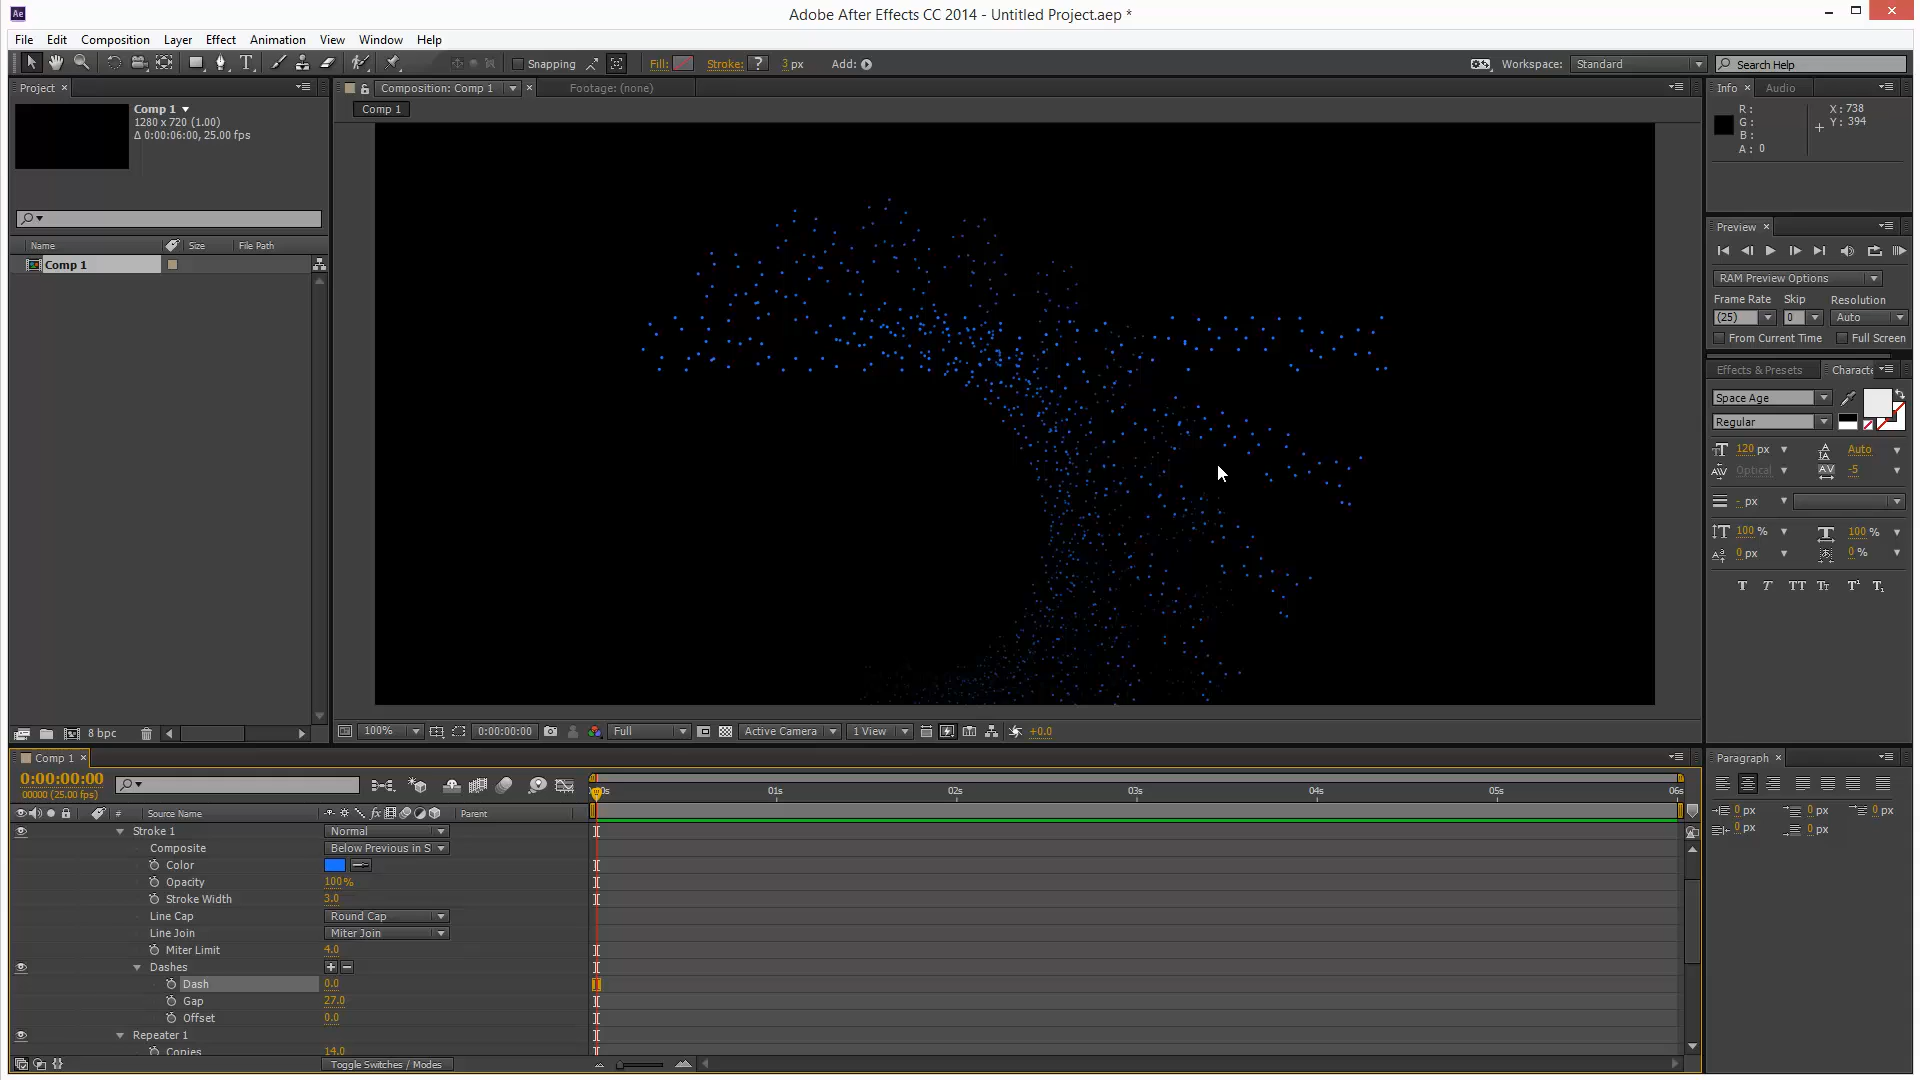 Ae
Adobe After Effects CC 2014 - Untitled Project.aep *
File Edit Composition Layer Effect Animation View Window Help
Snapping Fill: Stroke: ? 3 px Add: Workspace: Standard Search Help
Project × Composition: Comp 1 × Footage: (none) Info × Audio
Comp 1
1280 x 720 (1.00)
Δ 0:00:06:00, 25.00 fps
Comp 1
R:
G:
B:
A: 0
X: 738
Y: 394
Preview ×
RAM Preview Options
Frame Rate Skip Resolution
(25) 0 Auto
From Current Time Full Screen
Name Size File Path
Comp 1
Effects & Presets Characte
Space Age
Regular
120 px Auto
Optical -5
- px
100 % 100 %
0 px 0 %
T T TT Tt T¹ T₁
8 bpc 100% 0:00:00:00 Full Active Camera 1 View +0.0
Comp 1 ×
0:00:00:00
00000 (25.00 fps)
01s 02s 03s 04s 05s 06s
# Source Name Parent
Stroke 1 Normal
Composite Below Previous in S
Color
Opacity 100%
Stroke Width 3.0
Line Cap Round Cap
Line Join Miter Join
Miter Limit 4.0
Dashes
Dash 0.0
Gap 27.0
Offset 0.0
Repeater 1
Copies 14.0
Toggle Switches / Modes
Paragraph ×
0 px 0 px 0 px
0 px 0 px